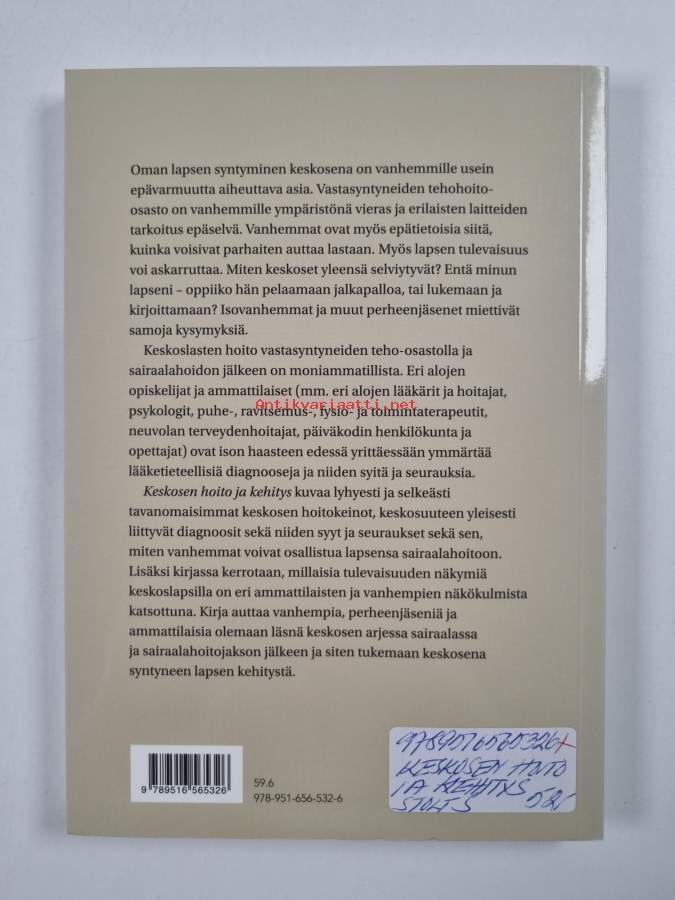 Oman lapsen syntyminen keskosena on vanhemmille usein
epävarmuutta aiheuttava asia. Vastasyntyneiden tehohoito-
osasto on vanhemmille ympäristönä vieras ja erilaisten laitteiden
tarkoitus epäselvä. Vanhemmat ovat myös epätietoisia siitä,
kuinka voisivat parhaiten auttaa lastaan. Myös lapsen tulevaisuus
voi askarruttaa. Miten keskoset yleensä selviytyvät? Entä minun
lapseni – oppiiko hän pelaamaan jalkapalloa, tai lukemaan ja
kirjoittamaan? Isovanhemmat ja muut perheenjäsenet miettivät
samoja kysymyksiä.
Keskoslasten hoito vastasyntyneiden teho-osastolla ja
sairaalahoidon jälkeen on moniammatillista. Eri alojen
opiskelijat ja ammattilaiset (mm. eri alojen lääkärit ja hoitajat,
Antikvariaatti.net
psykologit, puhe-, ravitsemus-, fysio- ja toimintaterapeutit,
neuvolan terveydenhoitajat, päiväkodin henkilökunta ja
opettajat) ovat ison haasteen edessä yrittäessään ymmärtää
lääketieteellisiä diagnooseja ja niiden syitä ja seurauksia.
Keskosen hoito ja kehitys kuvaa lyhyesti ja selkeästi
tavanomaisimmat keskosen hoitokeinot, keskosuuteen yleisesti
liittyvät diagnoosit sekä niiden syyt ja seuraukset sekä sen,
miten vanhemmat voivat osallistua lapsensa sairaalahoitoon.
Lisäksi kirjassa kerrotaan, millaisia tulevaisuuden näkymiä
keskoslapsilla on eri ammattilaisten ja vanhempien näkökulmista
katsottuna. Kirja auttaa vanhempia, perheenjäseniä ja
ammattilaisia olemaan läsnä keskosen arjessa sairaalassa
ja sairaalahoitojakson jälkeen ja siten tukemaan keskosena
syntyneen lapsen kehitystä.
9 789516 565326
59.6
978-951-656-532-6
9789516565326
KESKOSEN HOITO
JA KEHITYS
STOLTS